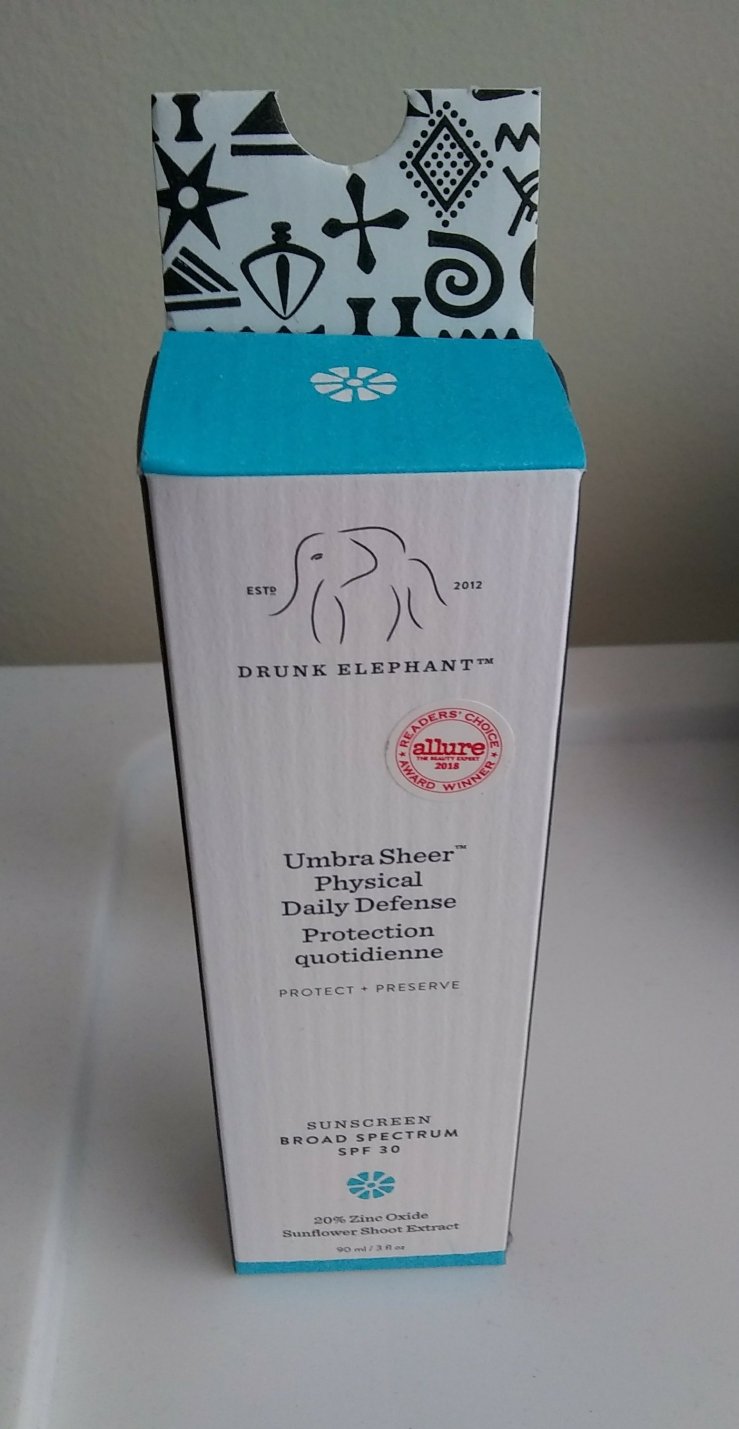 ESTD
2012
DRUNK ELEPHANT™
READERS' CHOICE
allure
THE BEAUTY EXPERT
2018
AWARD WINNER
Umbra Sheer™
Physical
Daily Defense
Protection
quotidienne
PROTECT + PRESERVE
SUNSCREEN
BROAD SPECTRUM
SPF 30
20% Zinc Oxide
Sunflower Shoot Extract
90 ml / 3 fl oz